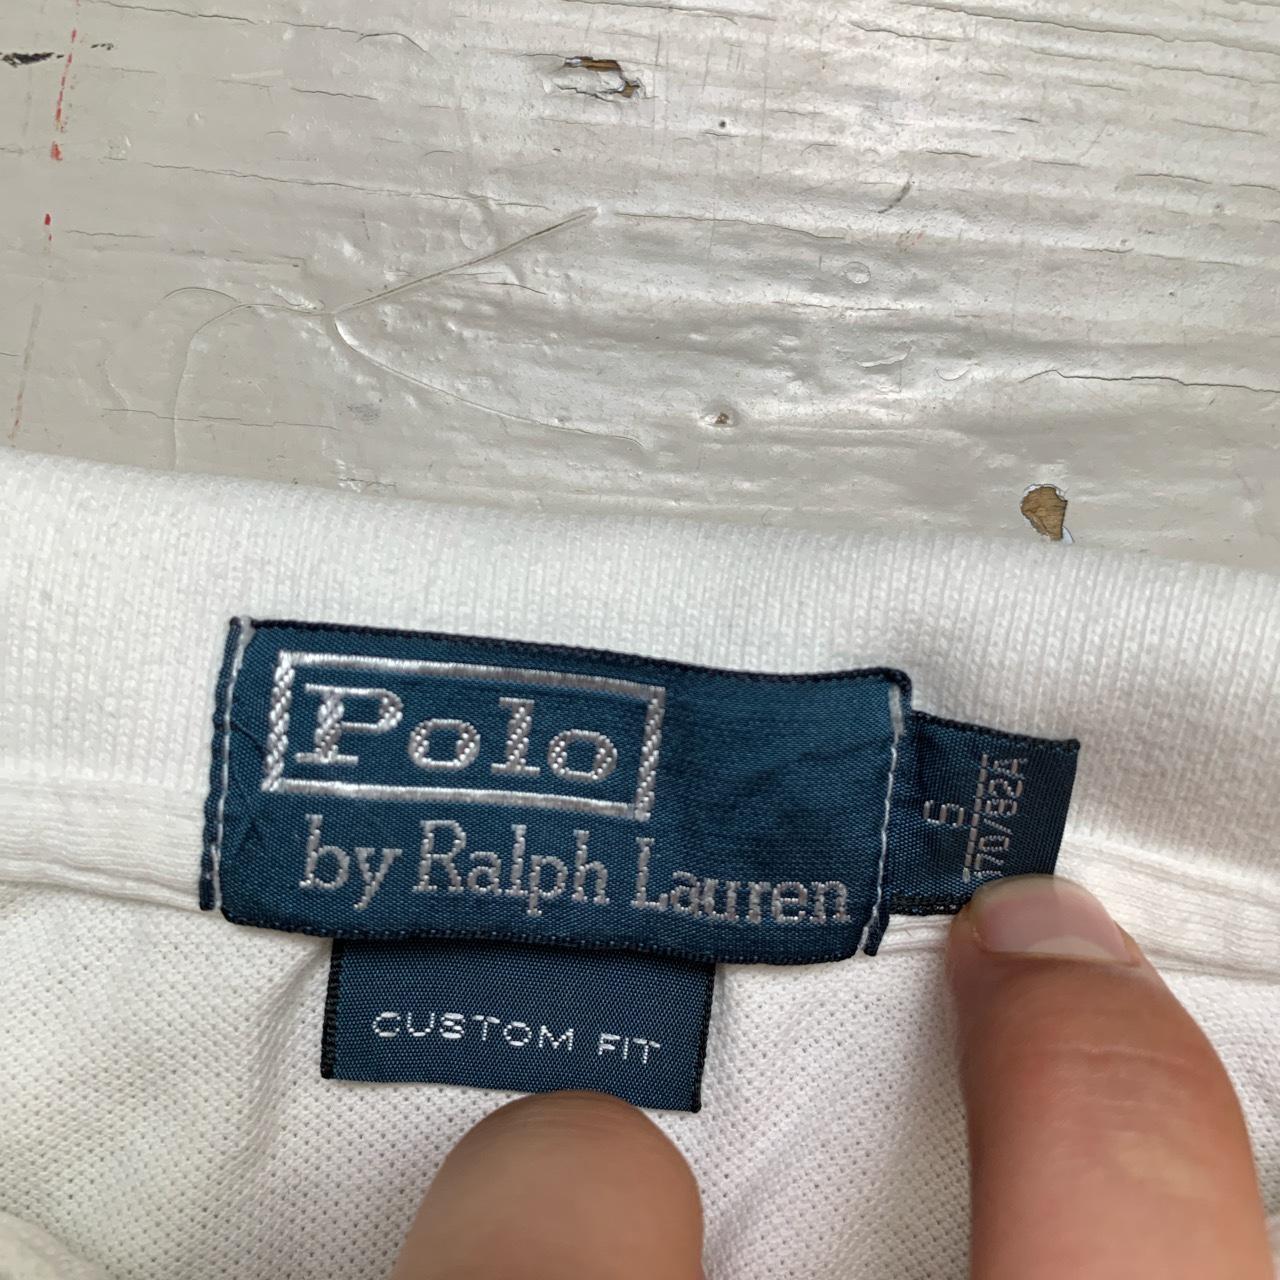 Polo
by Ralph Lauren
CUSTOM FIT